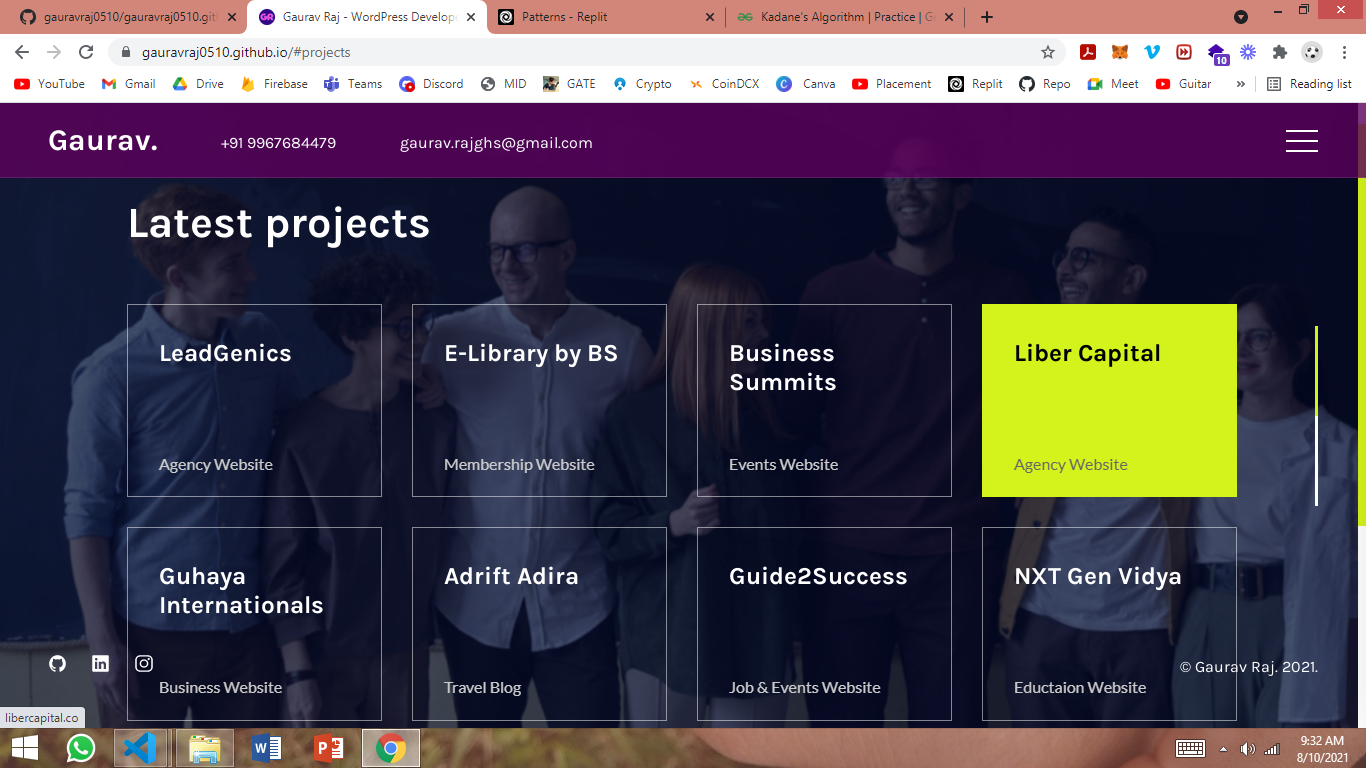 gauravraj0510/gauravraj0510.gitl
Gaurav Raj - WordPress Develope
Patterns - Replit
Kadane's Algorithm | Practice | G
gauravraj0510.github.io/#projects
10
YouTube
Gmail
Drive
Firebase
Teams
Discord
MID
GATE
Crypto
CoinDCX
Canva
Placement
Replit
Repo
Meet
Guitar
»
Reading list
Gaurav.
+91 9967684479
gaurav.rajghs@gmail.com
Latest projects
LeadGenics
Agency Website
E-Library by BS
Membership Website
Business
Summits
Events Website
Liber Capital
Agency Website
Guhaya
Internationals
Business Website
Adrift Adira
Travel Blog
Guide2Success
Job & Events Website
NXT Gen Vidya
Eductaion Website
© Gaurav Raj. 2021.
libercapital.co
9:32 AM
8/10/2021